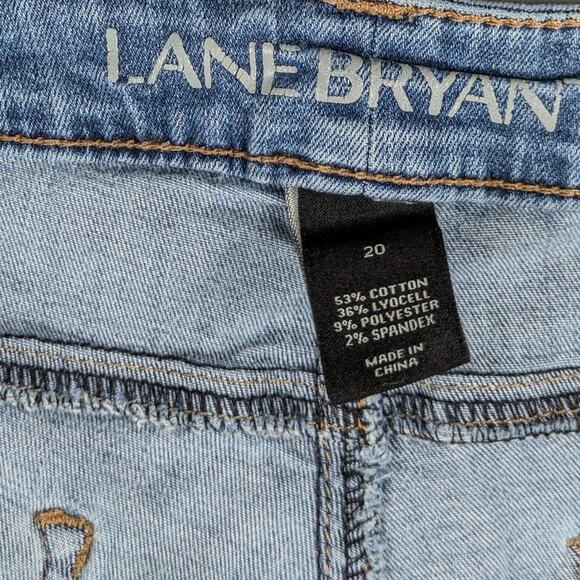 LANE BRYANT
20
53% COTTON
36% LYOCELL
9% POLYESTER
2% SPANDEX
MADE IN
CHINA